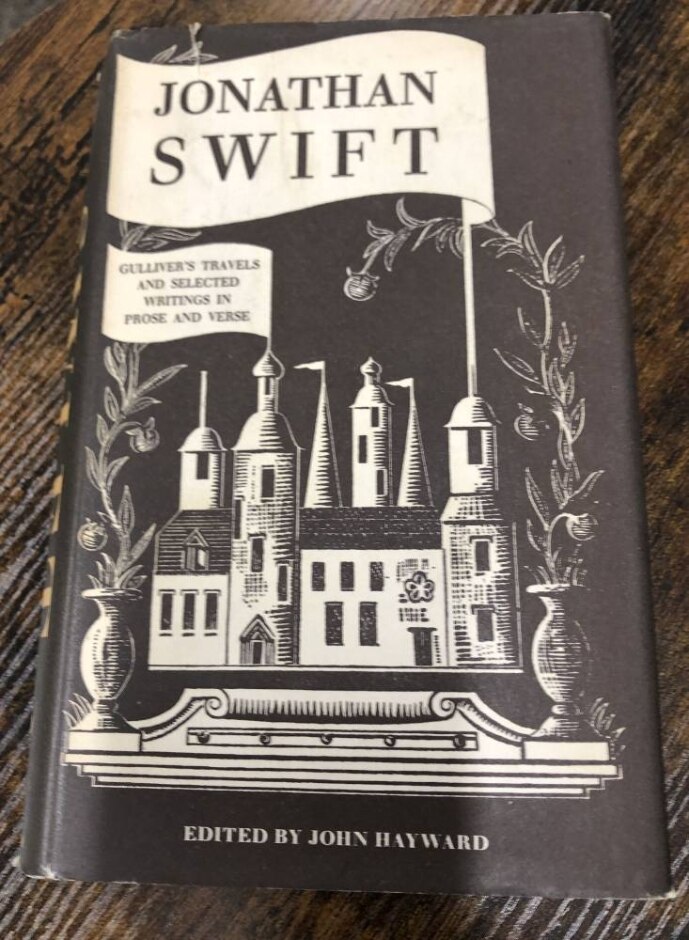 JONATHAN
SWIFT
GULLIVER'S TRAVELS
AND SELECTED
WRITINGS IN
PROSE AND VERSE
EDITED BY JOHN HAYWARD